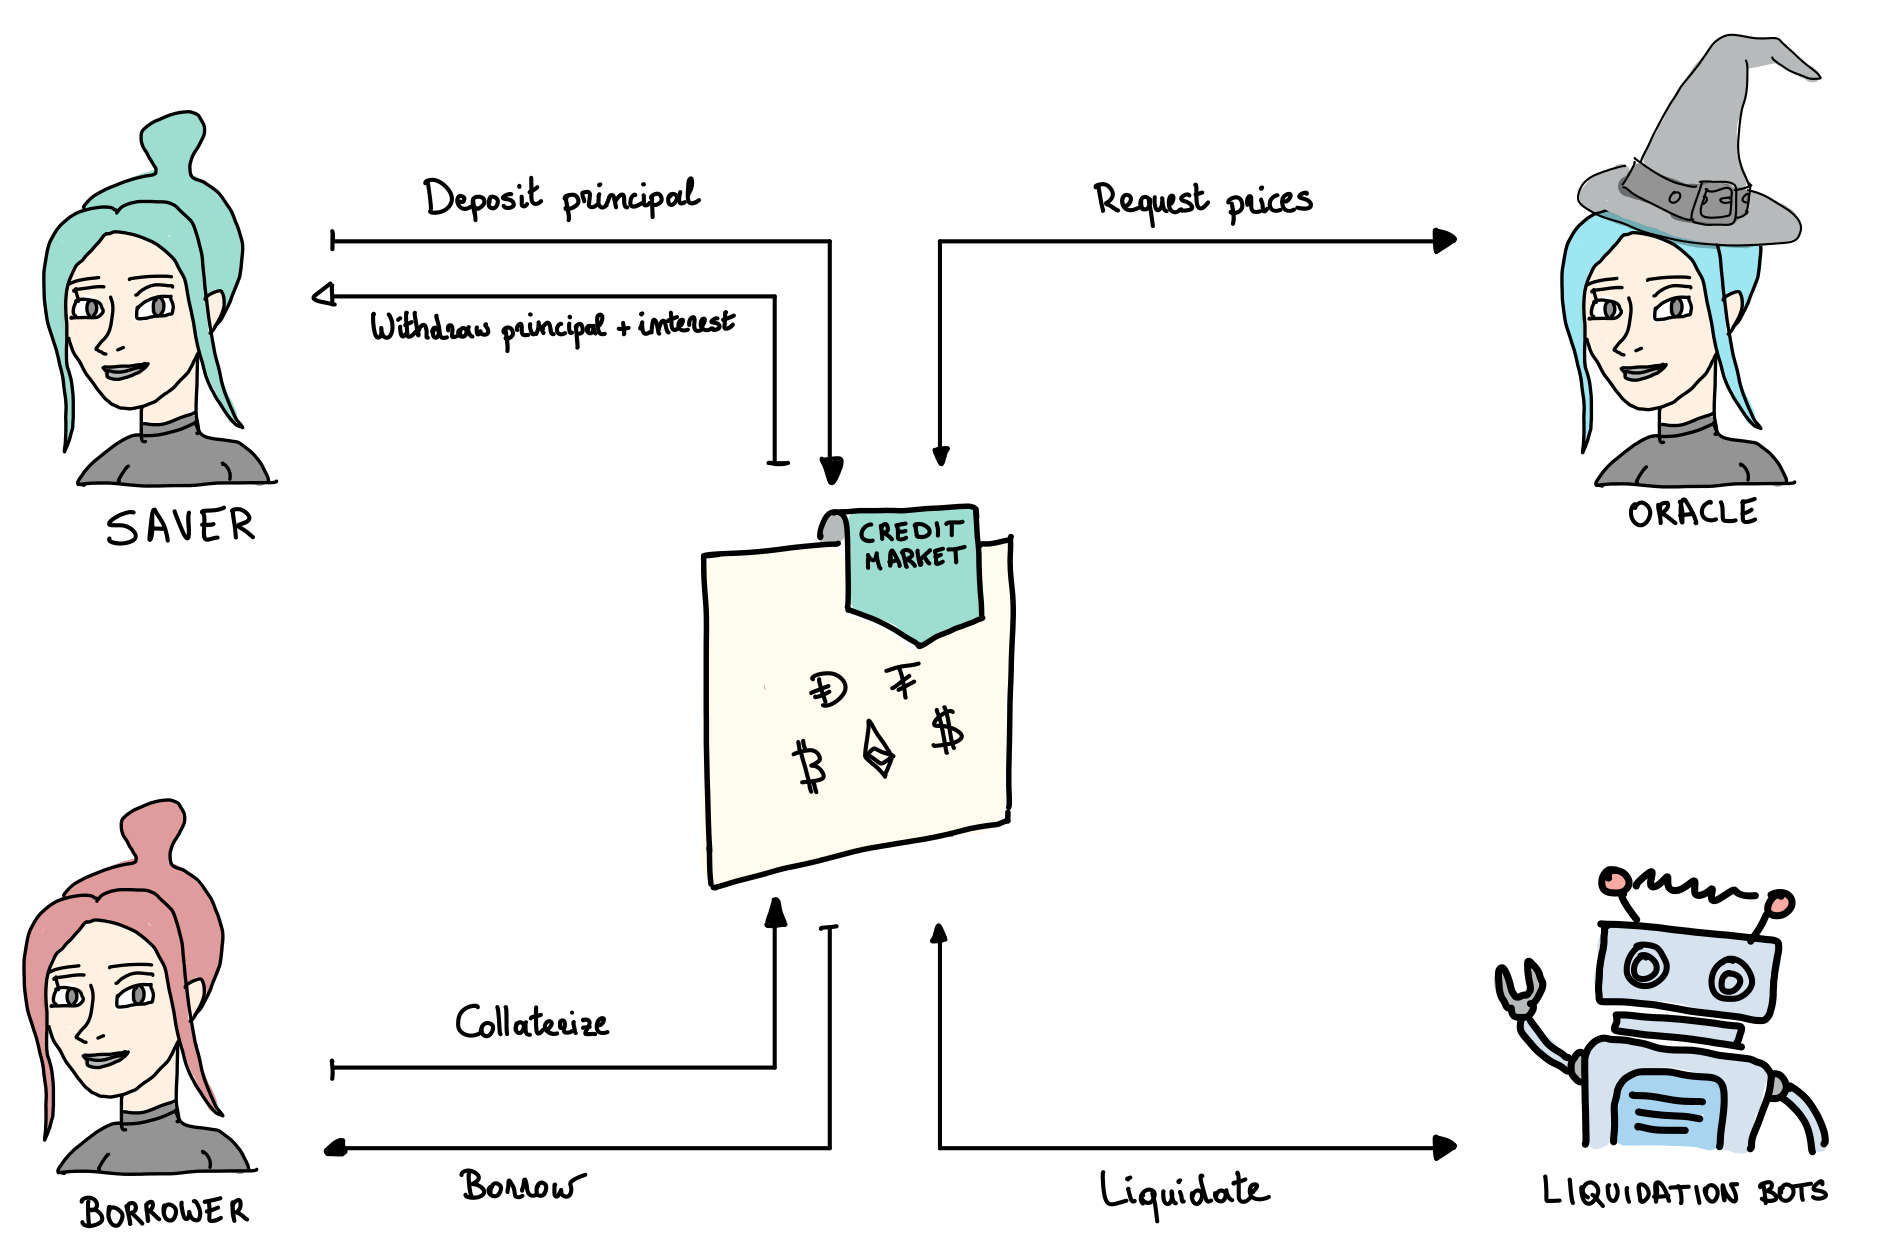 Deposit principal
Request prices
Withdraw principal + interest
SAVER
ORACLE
CREDIT
MARKET
Collaterize
Borrow
Liquidate
BORROWER
LIQUIDATION BOTS